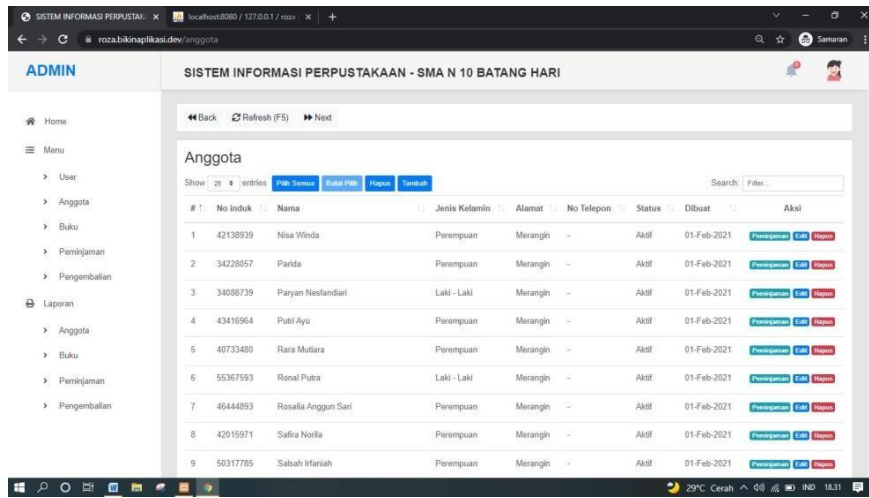 SISTEM INFORMASI PERPUSTAK
localhost:8080 / 127.0.0.1 / roza
roza.bikinaplikasi.dev/anggota
Samaran
ADMIN
SISTEM INFORMASI PERPUSTAKAAN - SMA N 10 BATANG HARI
Home
Menu
User
Anggota
Buku
Peminjaman
Pengembalian
Laporan
Anggota
Buku
Peminjaman
Pengembalian
Back Refresh (F5) Next
Anggota
Show 25 entries Pilih Semua Batal Pilih Hapus Tambah Search: Filter...
# No induk Nama Jenis Kelamin Alamat No Telepon Status Dibuat Aksi
1 42138939 Nisa Winda Perempuan Merangin - Aktif 01-Feb-2021 Peminjaman Edit Hapus
2 34228057 Parida Perempuan Merangin - Aktif 01-Feb-2021 Peminjaman Edit Hapus
3 34088739 Paryan Nesfandiari Laki - Laki Merangin - Aktif 01-Feb-2021 Peminjaman Edit Hapus
4 43416964 Putri Ayu Perempuan Merangin - Aktif 01-Feb-2021 Peminjaman Edit Hapus
5 40733480 Rara Mutiara Perempuan Merangin - Aktif 01-Feb-2021 Peminjaman Edit Hapus
6 55367593 Ronal Putra Laki - Laki Merangin - Aktif 01-Feb-2021 Peminjaman Edit Hapus
7 46444893 Rosalia Anggun Sari Perempuan Merangin - Aktif 01-Feb-2021 Peminjaman Edit Hapus
8 42015971 Safira Norila Perempuan Merangin - Aktif 01-Feb-2021 Peminjaman Edit Hapus
9 50317785 Salsah Irfaniah Perempuan Merangin - Aktif 01-Feb-2021 Peminjaman Edit Hapus
29°C Cerah IND 18.31